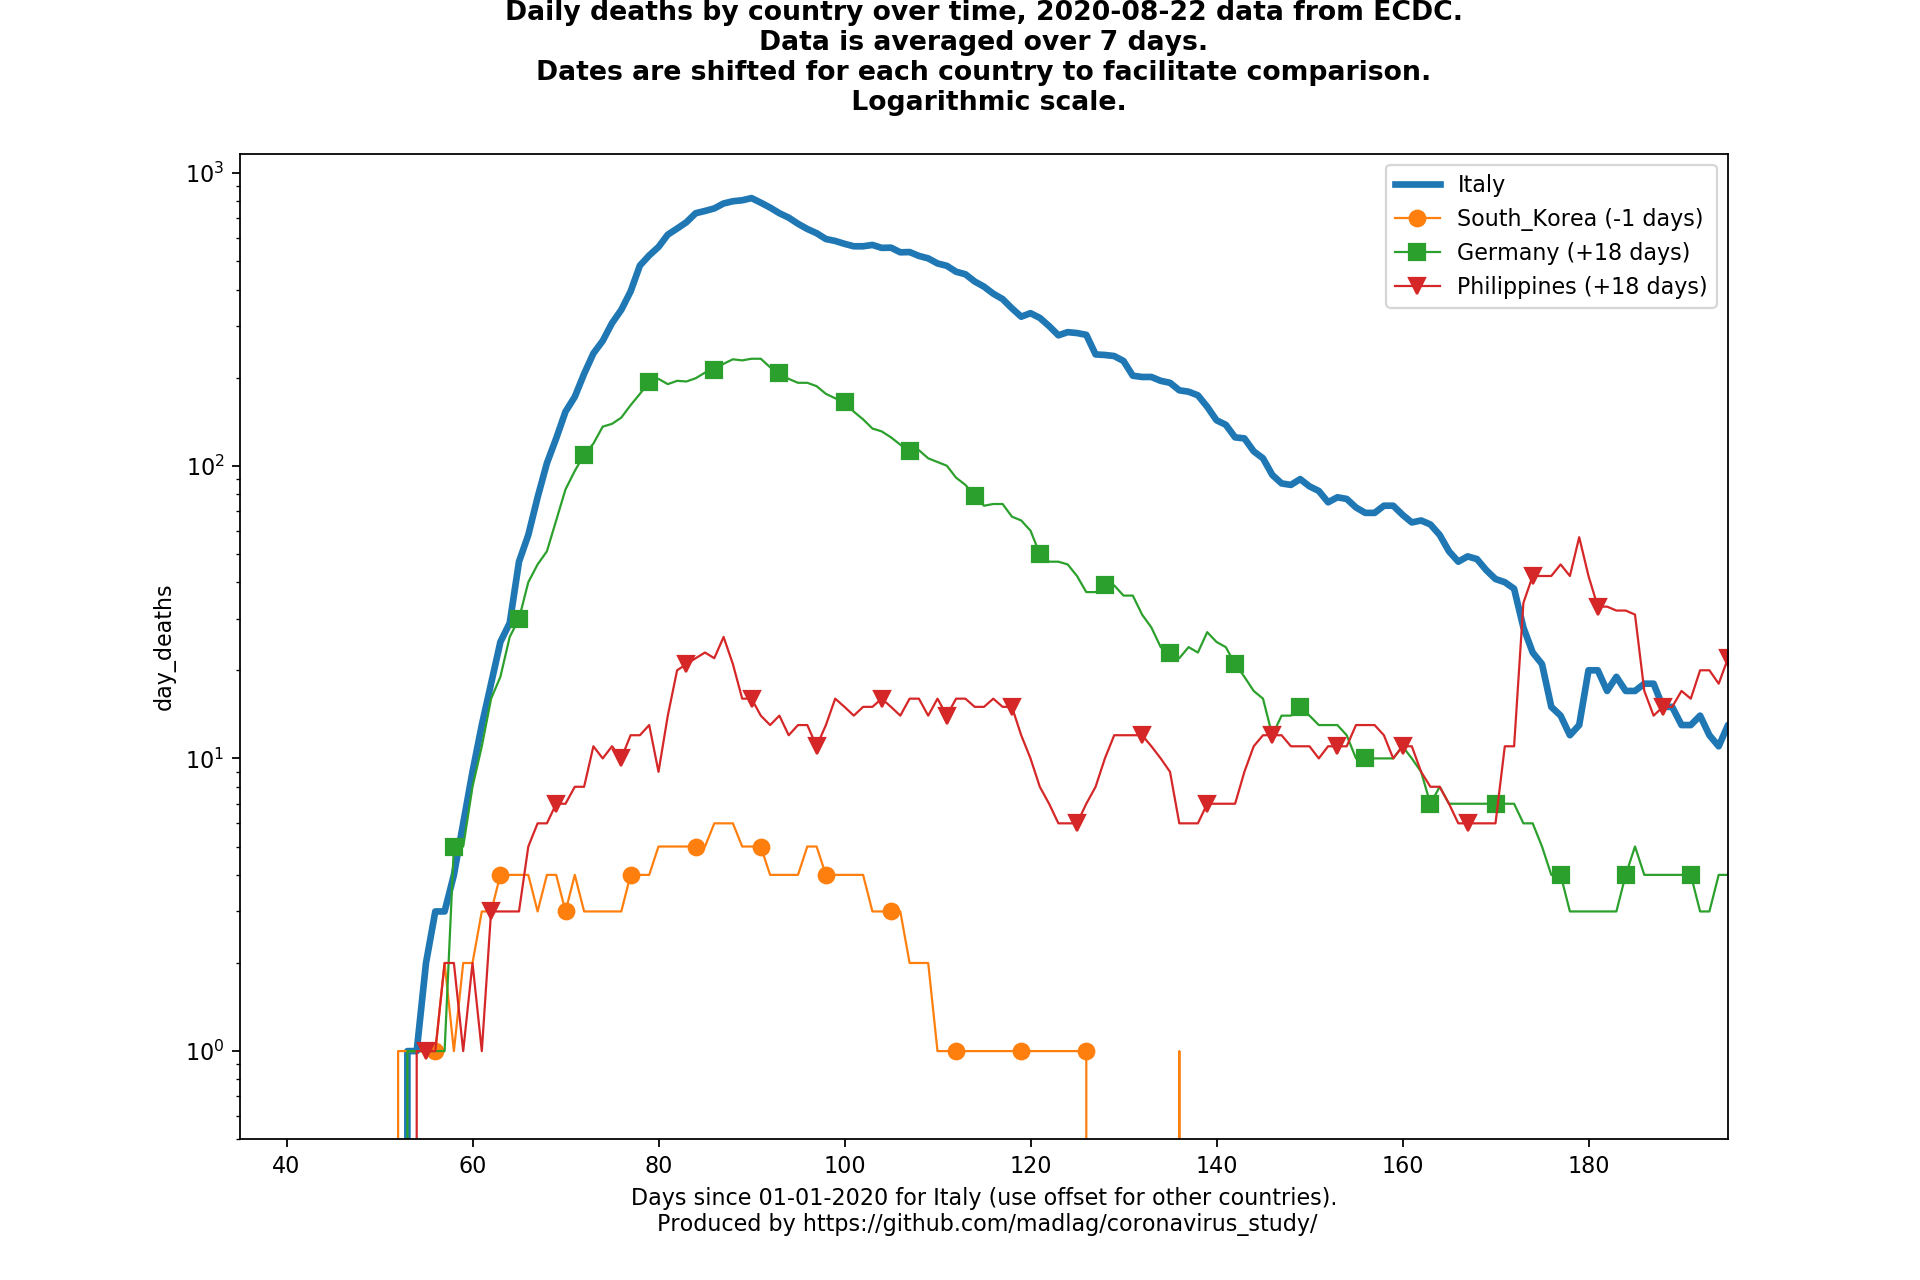 Daily deaths by country over time, 2020-08-22 data from ECDC.
Data is averaged over 7 days.
Dates are shifted for each country to facilitate comparison.
Logarithmic scale.
Italy
South_Korea (-1 days)
Germany (+18 days)
Philippines (+18 days)
day_deaths
10³
10²
10¹
10⁰
40 60 80 100 120 140 160 180
Days since 01-01-2020 for Italy (use offset for other countries).
Produced by https://github.com/madlag/coronavirus_study/